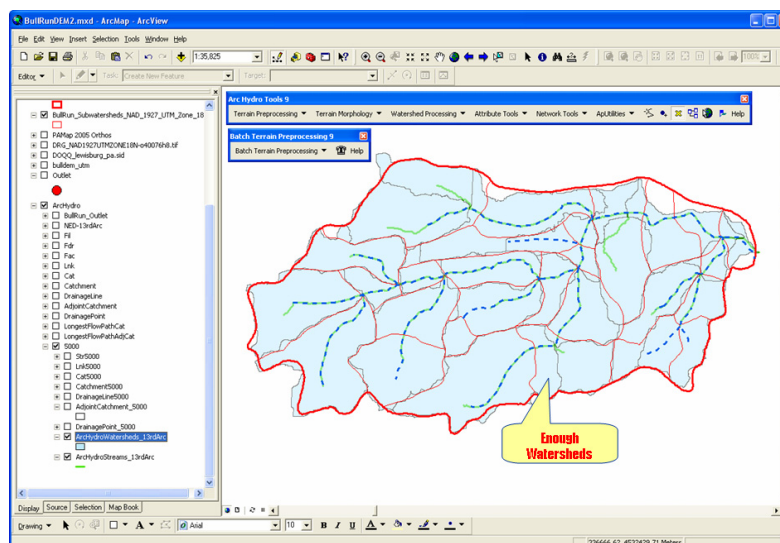 BullRunDEM2.mxd - ArcMap - ArcView
File Edit View Insert Selection Tools Window Help
1:35,825
100%
Editor Task: Create New Feature Target:
BullRun_Subwatersheds_NAD_1927_UTM_Zone_18
PAMap 2005 Orthos
DRG_NAD1927UTMZONE18N-o40076h8.tif
DOQQ_lewisburg_pa.sid
bulldem_utm
Outlet
ArcHydro
BullRun_Outlet
NED-13rdArc
Fil
Fdr
Fac
Lnk
Cat
Catchment
DrainageLine
AdjointCatchment
DrainagePoint
LongestFlowPathCat
LongestFlowPathAdjCat
5000
Str5000
Lnk5000
Cat5000
Catchment5000
DrainageLine5000
AdjointCatchment_5000
DrainagePoint_5000
ArcHydroWatersheds_13rdArc
ArcHydroStreams_13rdArc
Display Source Selection Map Book
Arc Hydro Tools 9
Terrain Preprocessing Terrain Morphology Watershed Processing Attribute Tools Network Tools ApUtilities Help
Batch Terrain Preprocessing 9
Batch Terrain Preprocessing Help
Enough
Watersheds
Drawing A Arial 10 B I U A